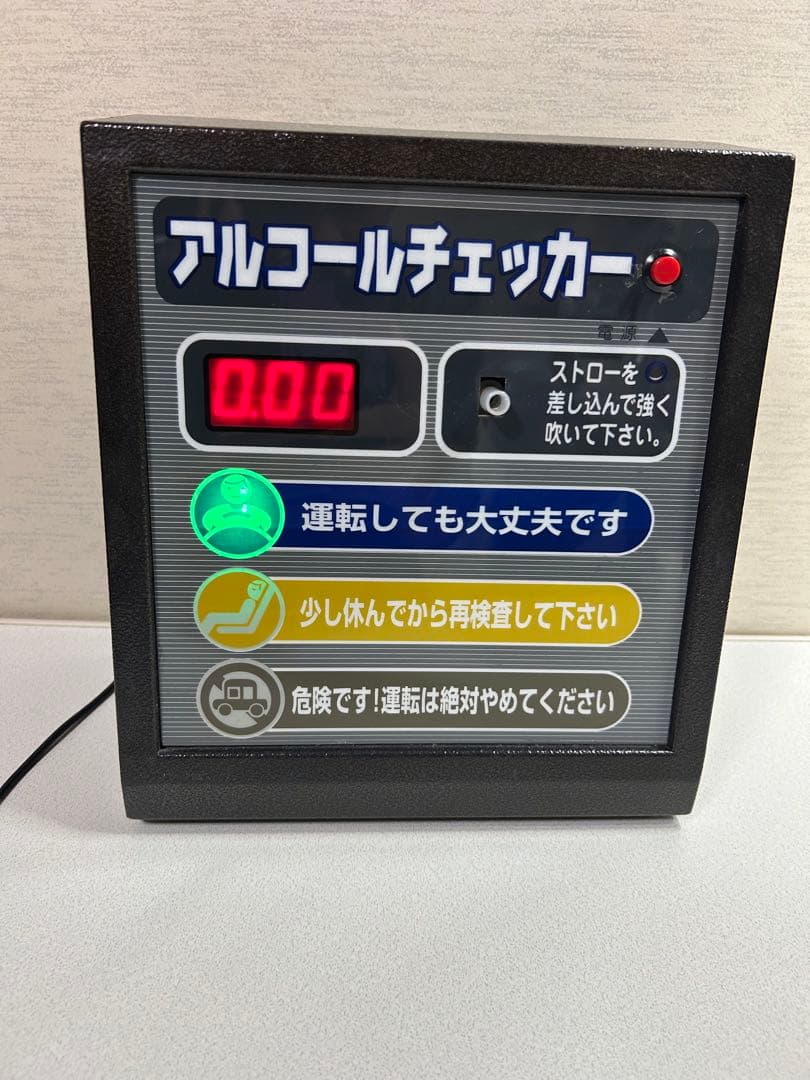 アルコールチェッカー
電源▲
0.00
ストローを
差し込んで強く
吹いて下さい。
運転しても大丈夫です
少し休んでから再検査して下さい
危険です!運転は絶対やめてください